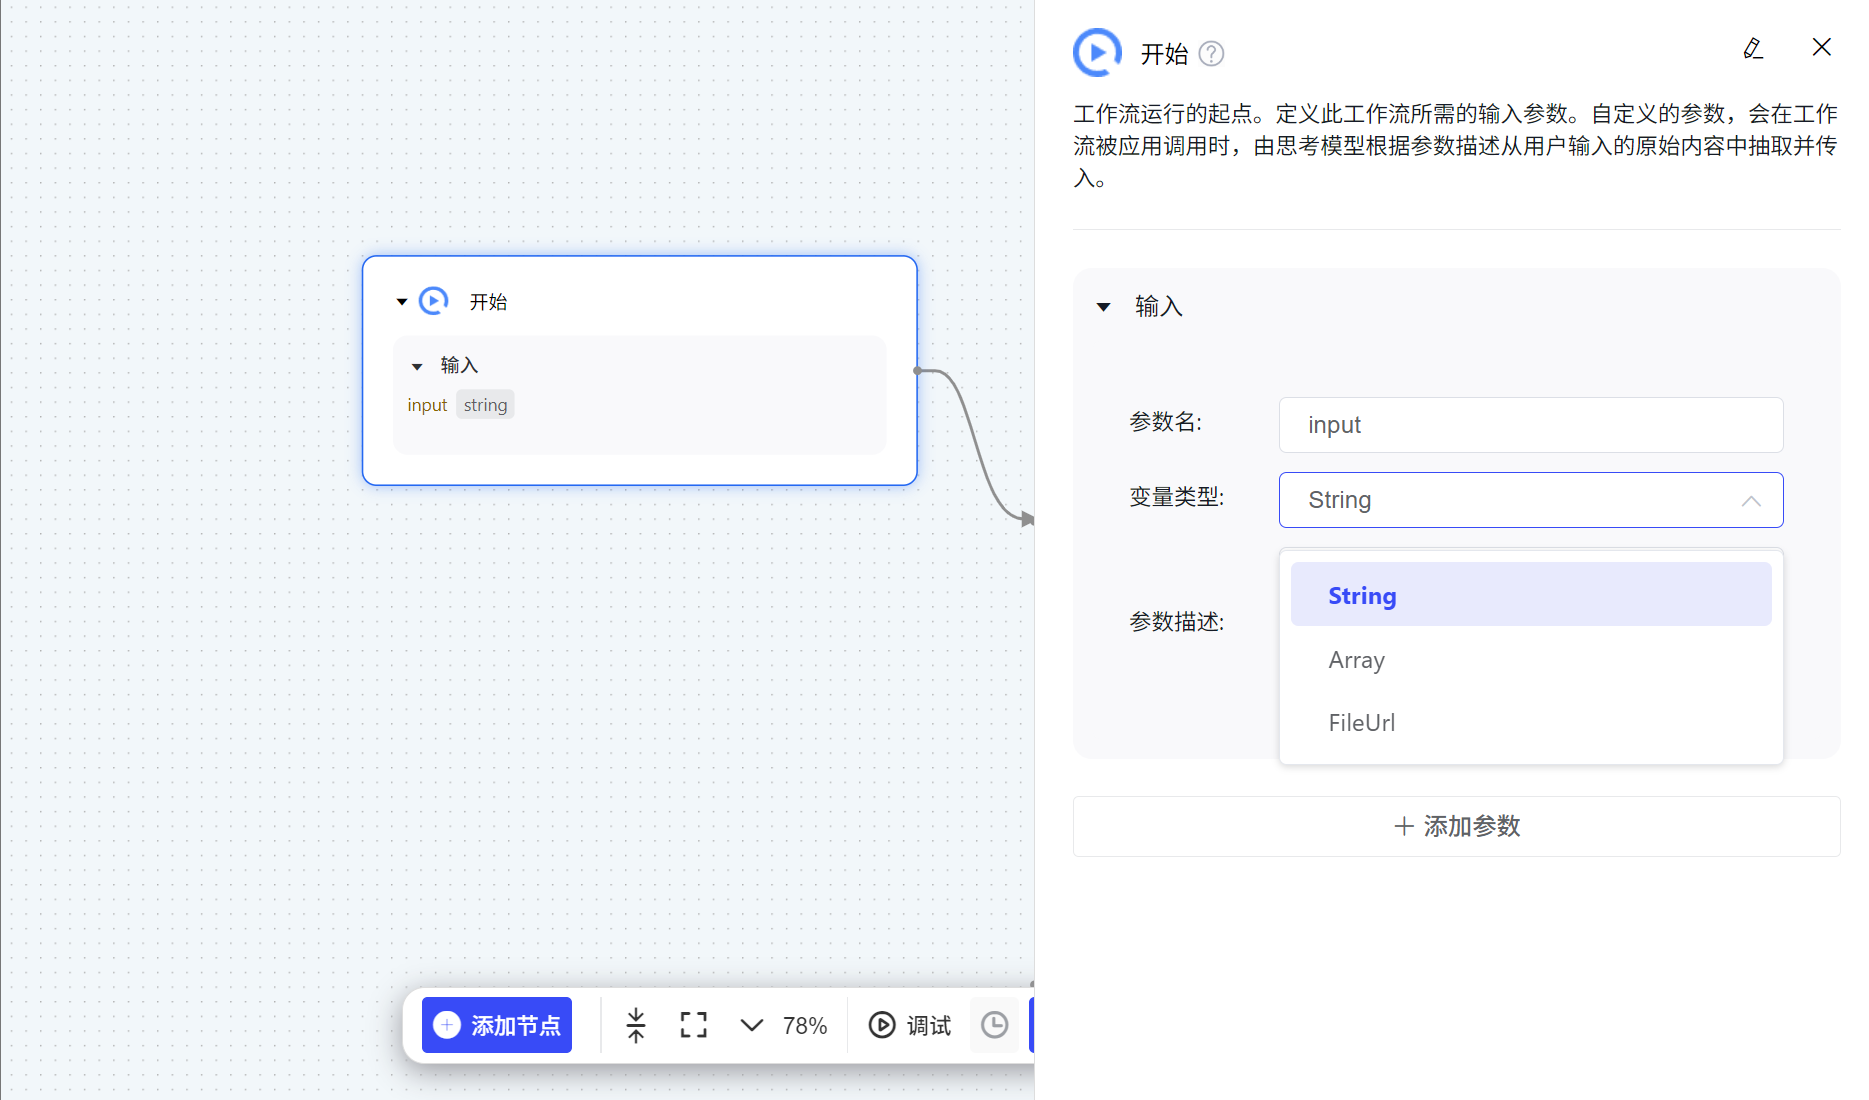 开始
输入
input string
添加节点
78%
调试
开始
工作流运行的起点。定义此工作流所需的输入参数。自定义的参数，会在工作
流被应用调用时，由思考模型根据参数描述从用户输入的原始内容中抽取并传
入。
输入
参数名:
input
变量类型:
String
参数描述:
String
Array
FileUrl
添加参数